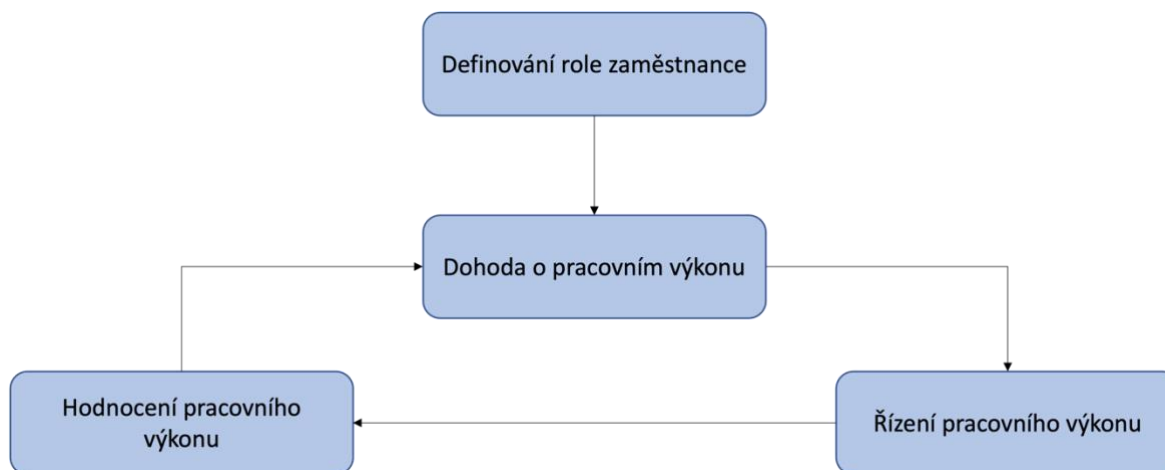 Definování role zaměstnance
Dohoda o pracovním výkonu
Hodnocení pracovního
výkonu
Řízení pracovního výkonu